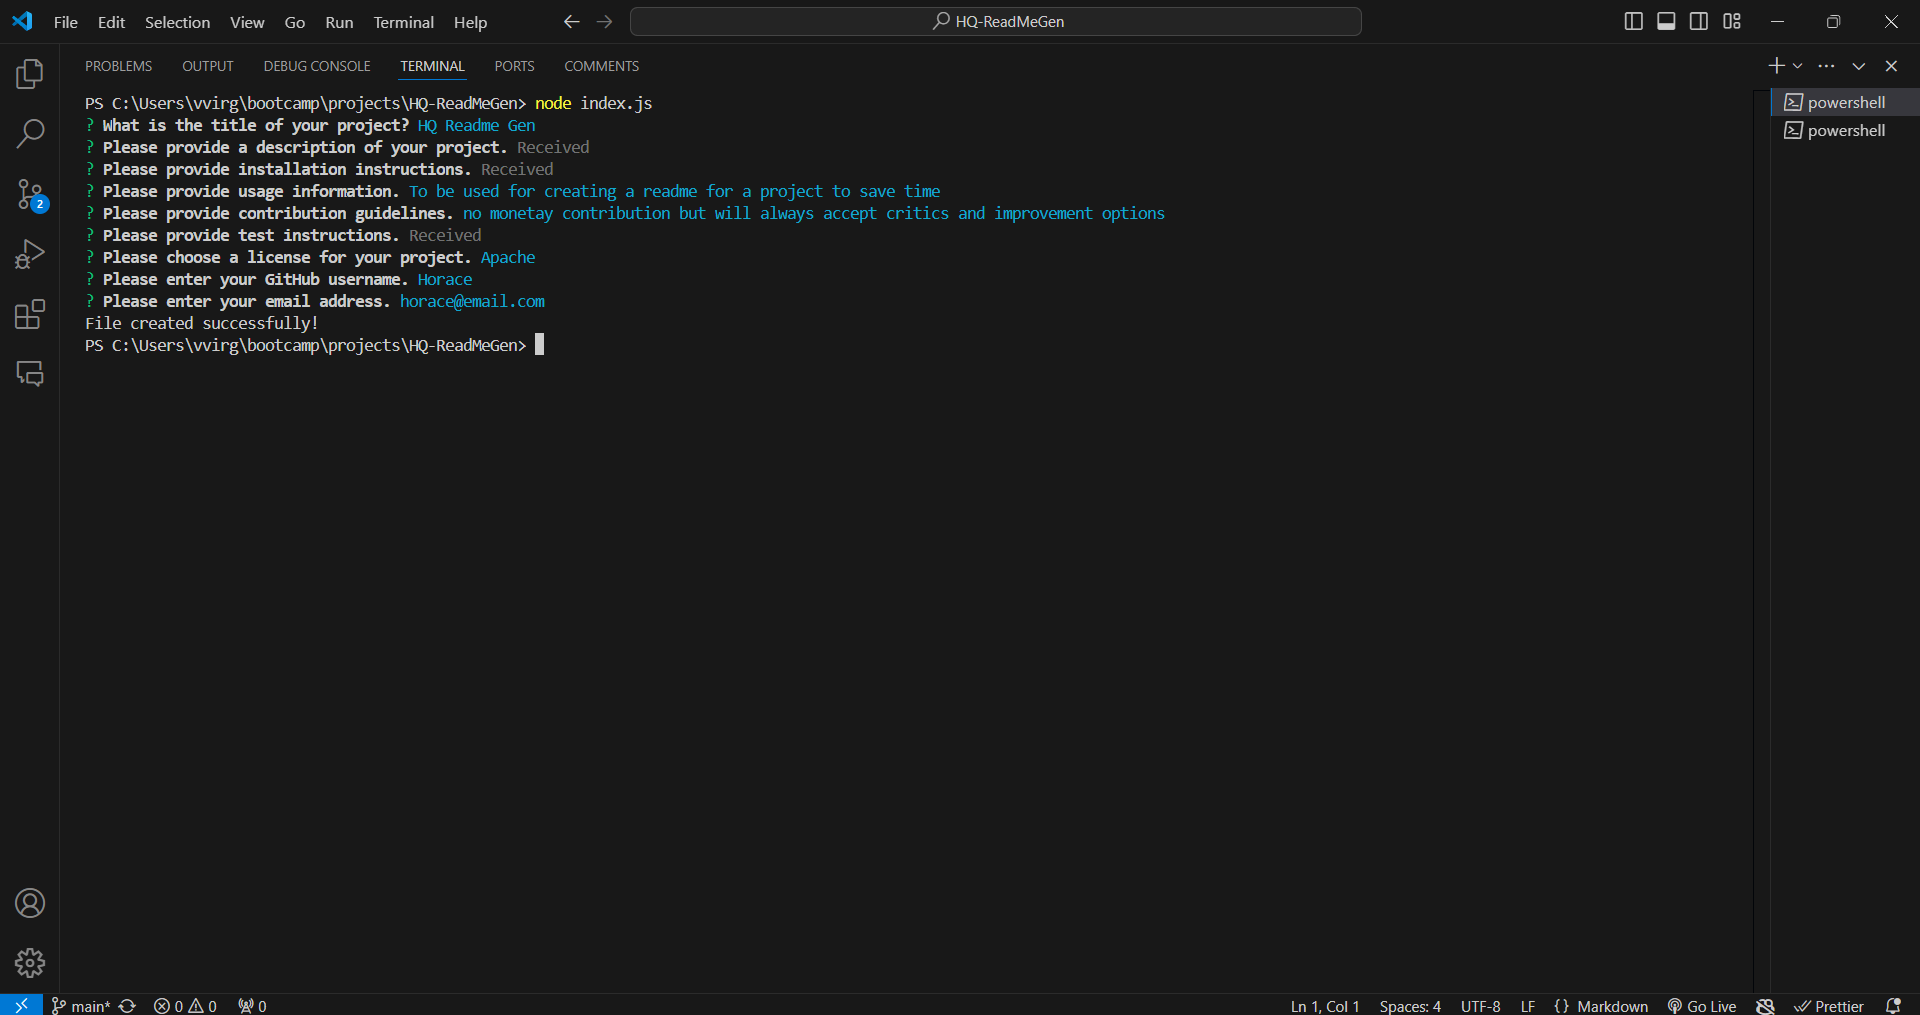 File Edit Selection View Go Run Terminal Help
HQ-ReadMeGen
PROBLEMS OUTPUT DEBUG CONSOLE TERMINAL PORTS COMMENTS
PS C:\Users\vvirg\bootcamp\projects\HQ-ReadMeGen> node index.js
? What is the title of your project? HQ Readme Gen
? Please provide a description of your project. Received
? Please provide installation instructions. Received
? Please provide usage information. To be used for creating a readme for a project to save time
? Please provide contribution guidelines. no monetay contribution but will always accept critics and improvement options
? Please provide test instructions. Received
? Please choose a license for your project. Apache
? Please enter your GitHub username. Horace
? Please enter your email address. horace@email.com
File created successfully!
PS C:\Users\vvirg\bootcamp\projects\HQ-ReadMeGen>
powershell
powershell
2
main* 0 0 0
Ln 1, Col 1 Spaces: 4 UTF-8 LF {} Markdown Go Live Prettier